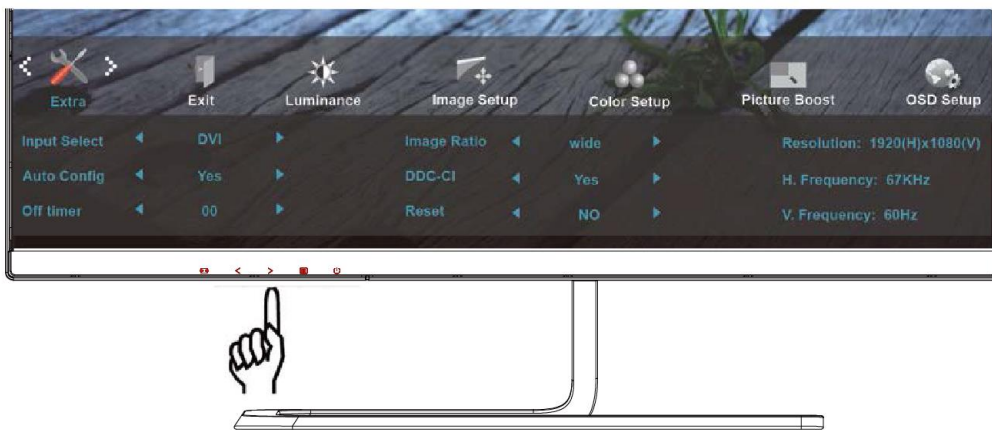 Extra Exit Luminance Image Setup Color Setup Picture Boost OSD Setup
Input Select DVI Image Ratio wide Resolution: 1920(H)x1080(V)
Auto Config Yes DDC-CI Yes H. Frequency: 67KHz
Off timer 00 Reset NO V. Frequency: 60Hz